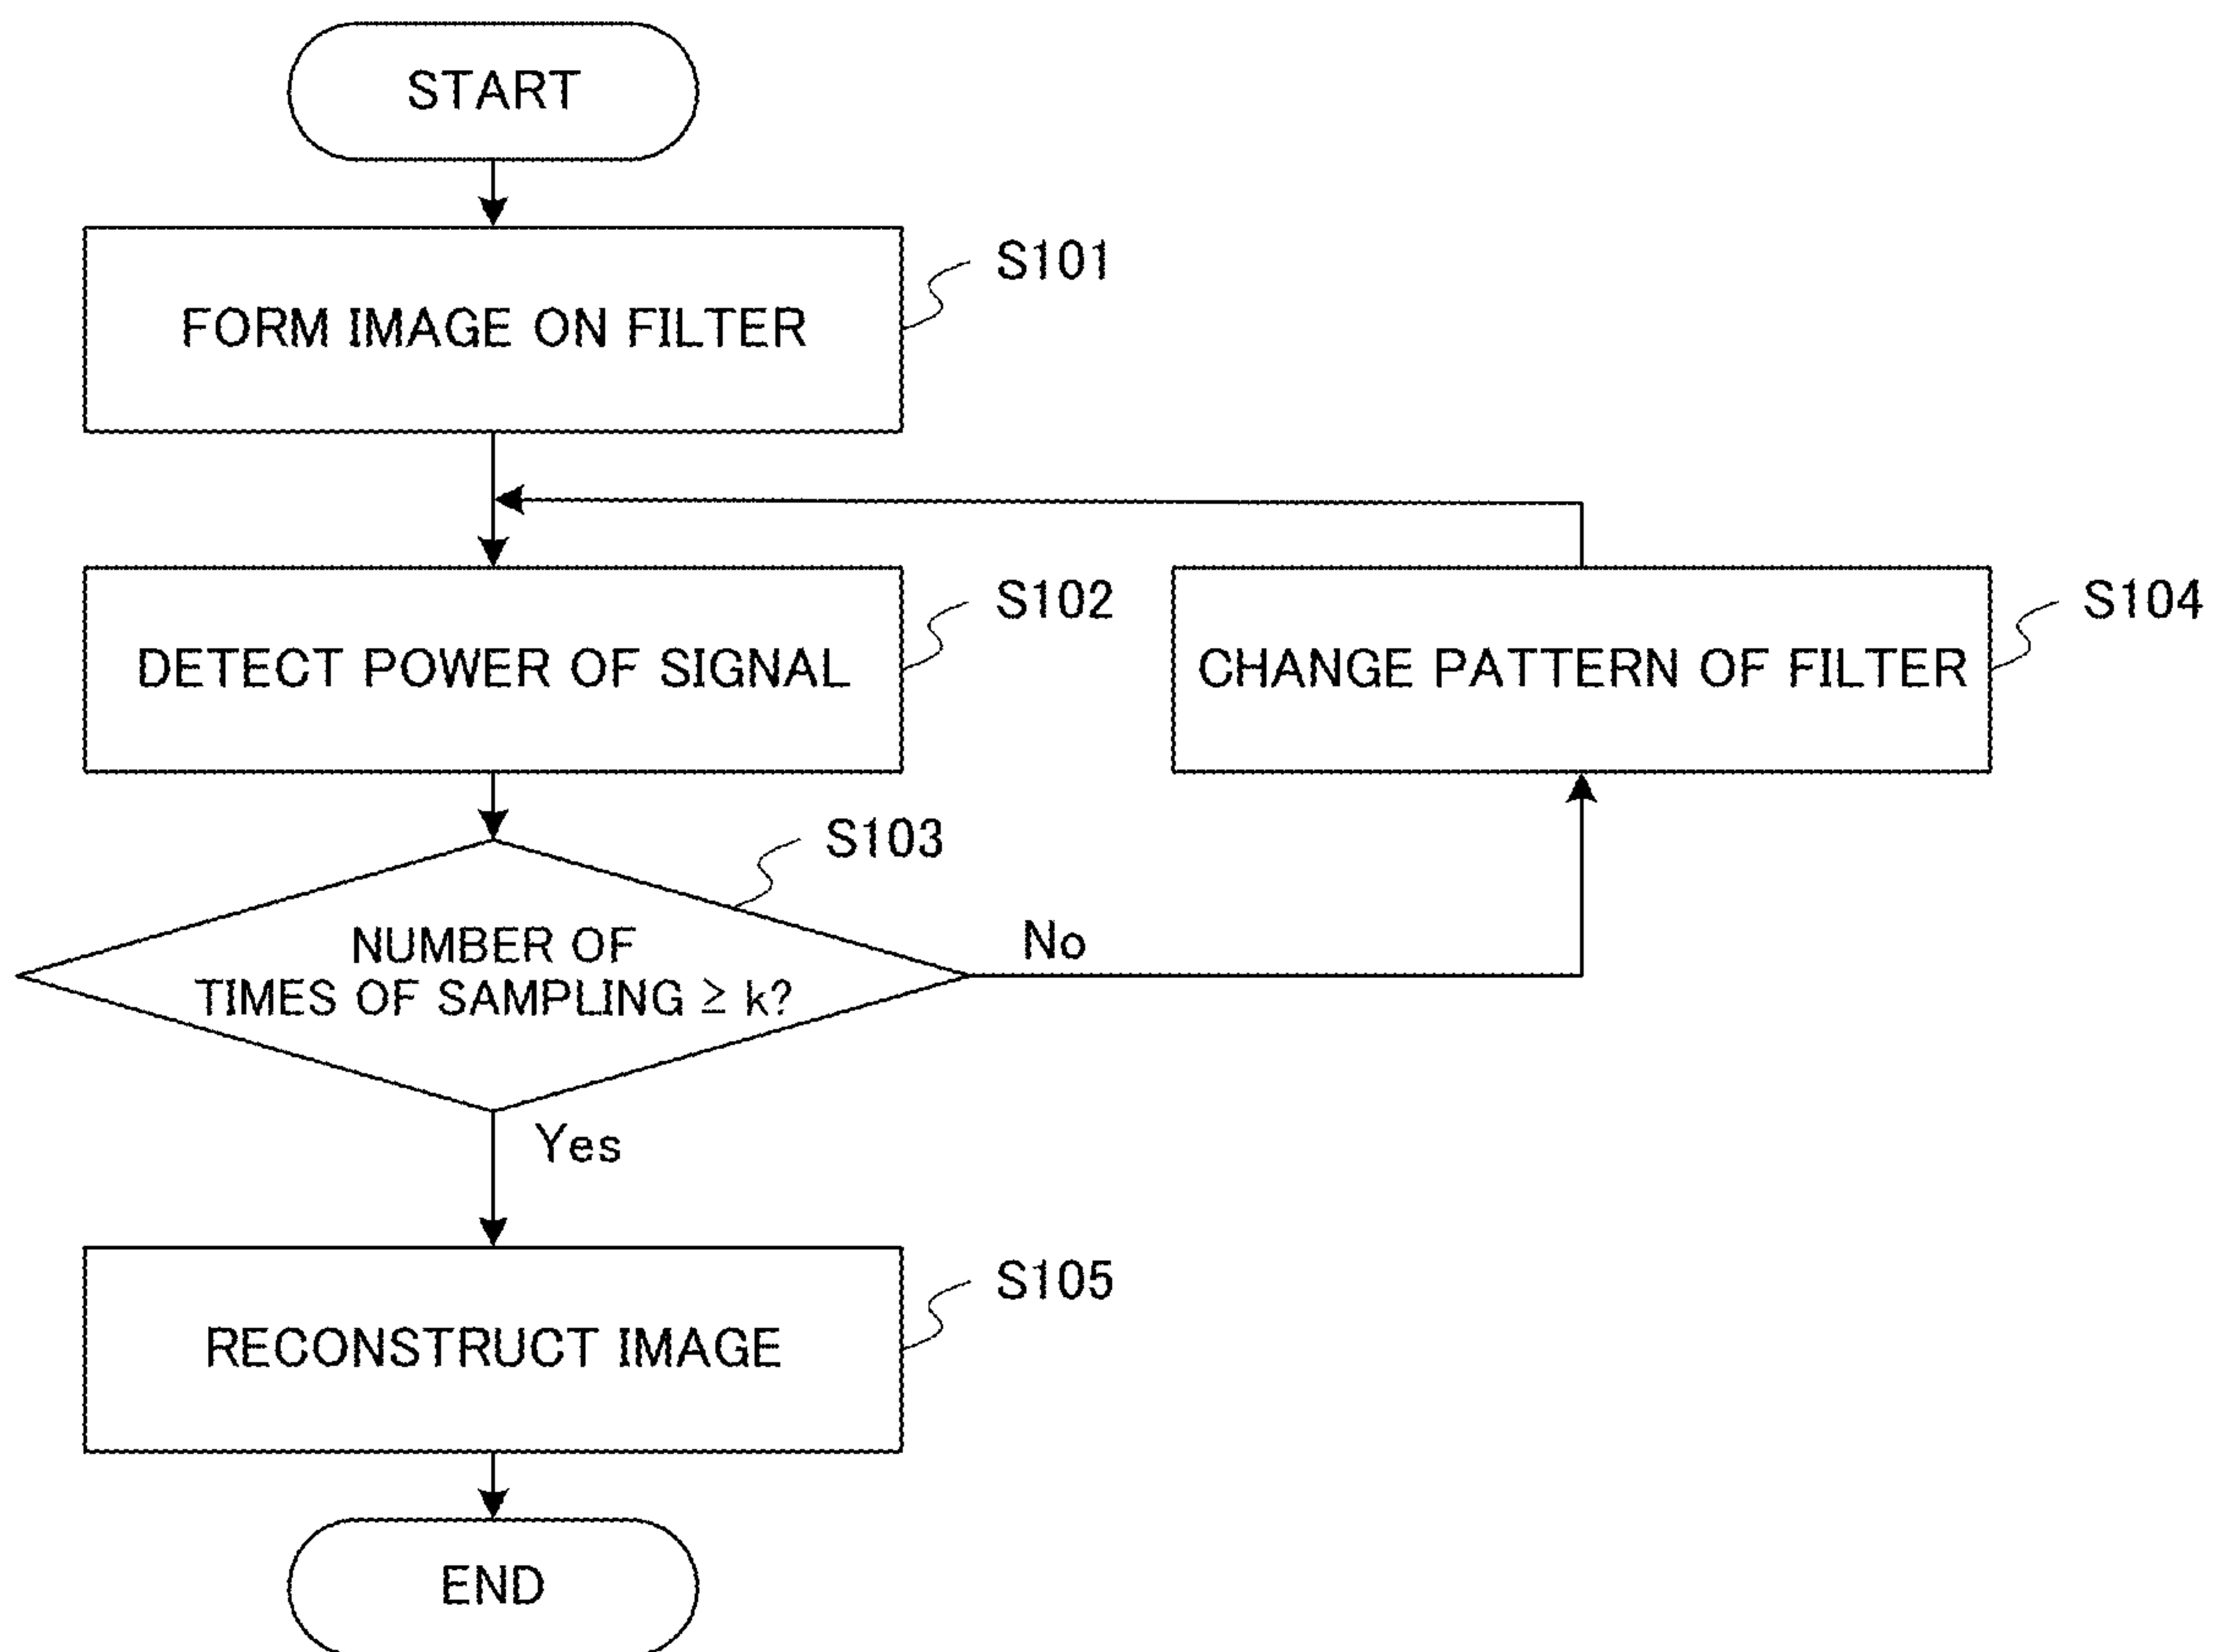 START
FORM IMAGE ON FILTER
S101
DETECT POWER OF SIGNAL
S102
CHANGE PATTERN OF FILTER
S104
S103
NUMBER OF
TIMES OF SAMPLING ≥ k?
No
Yes
RECONSTRUCT IMAGE
S105
END